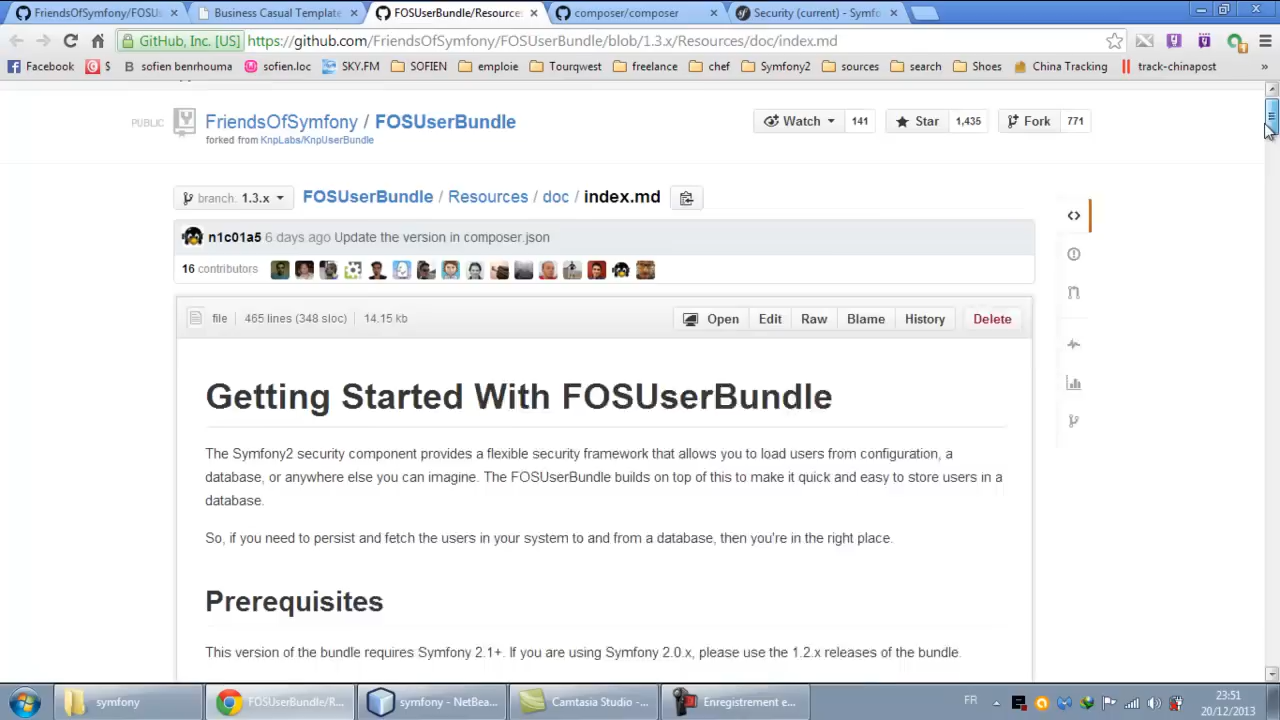 FriendsOfSymfony/FOSUs
Business Casual Template
FOSUserBundle/Resources
composer/composer
Security (current) - Symfo
GitHub, Inc. [US]
https://github.com/FriendsOfSymfony/FOSUserBundle/blob/1.3.x/Resources/doc/index.md
Facebook
$
sofien benrhouma
sofien.loc
SKY.FM
SOFIEN
emploie
Tourqwest
freelance
chef
Symfony2
sources
search
Shoes
China Tracking
track-chinapost
»
PUBLIC
FriendsOfSymfony / FOSUserBundle
forked from KnpLabs/KnpUserBundle
Watch 141
Star 1,435
Fork 771
branch: 1.3.x
FOSUserBundle / Resources / doc / index.md
n1c01a5 6 days ago Update the version in composer.json
16 contributors
file 465 lines (348 sloc) 14.15 kb
Open Edit Raw Blame History Delete
Getting Started With FOSUserBundle
The Symfony2 security component provides a flexible security framework that allows you to load users from configuration, a
database, or anywhere else you can imagine. The FOSUserBundle builds on top of this to make it quick and easy to store users in a
database.
So, if you need to persist and fetch the users in your system to and from a database, then you're in the right place.
Prerequisites
This version of the bundle requires Symfony 2.1+. If you are using Symfony 2.0.x, please use the 1.2.x releases of the bundle.
symfony
FOSUserBundle/R...
symfony - NetBea...
Camtasia Studio - ...
Enregistrement e...
FR
23:51
20/12/2013